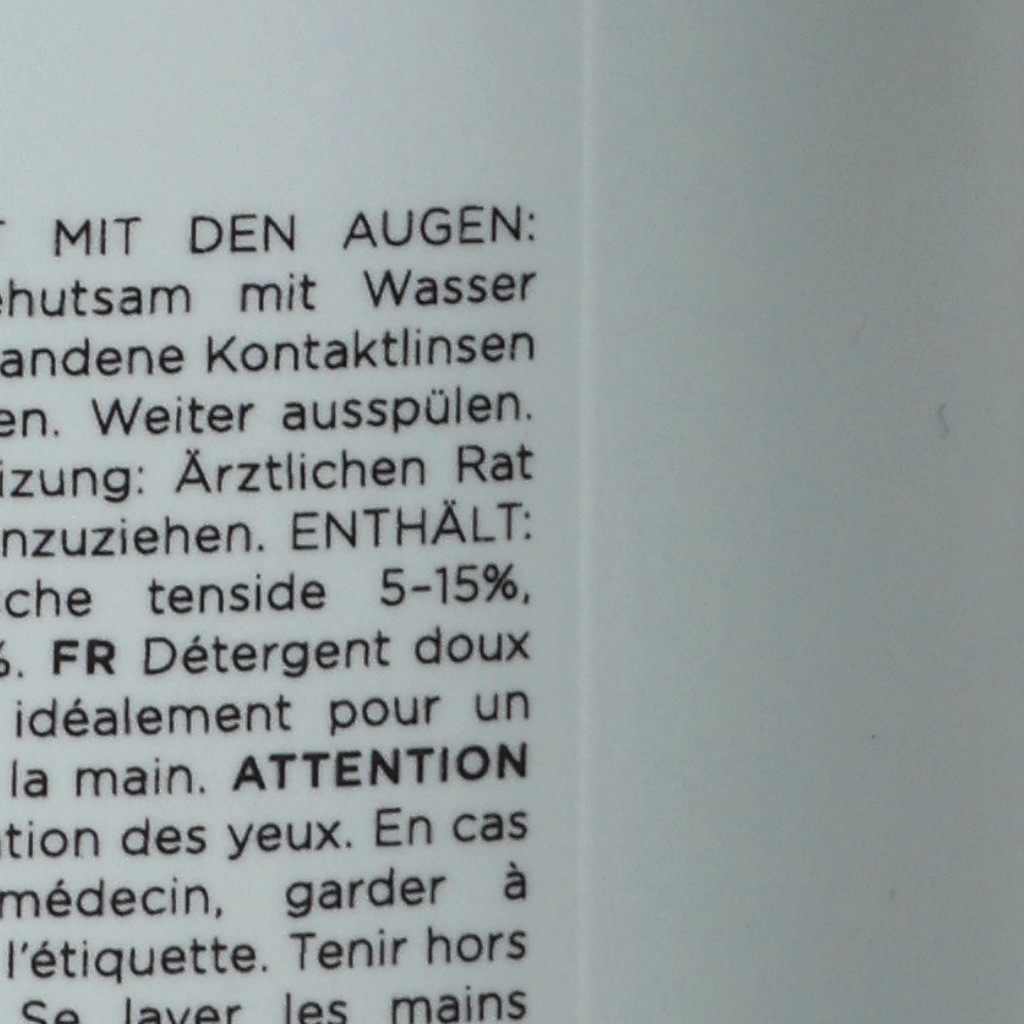 MIT DEN AUGEN:
ehutsam mit Wasser
andene Kontaktlinsen
en. Weiter ausspülen.
izung: Ärztlichen Rat
nzuziehen. ENTHÄLT:
che tenside 5-15%,
%. FR Détergent doux
idéalement pour un
la main. ATTENTION
tion des yeux. En cas
médecin, garder à
l'étiquette. Tenir hors
Se laver les mains